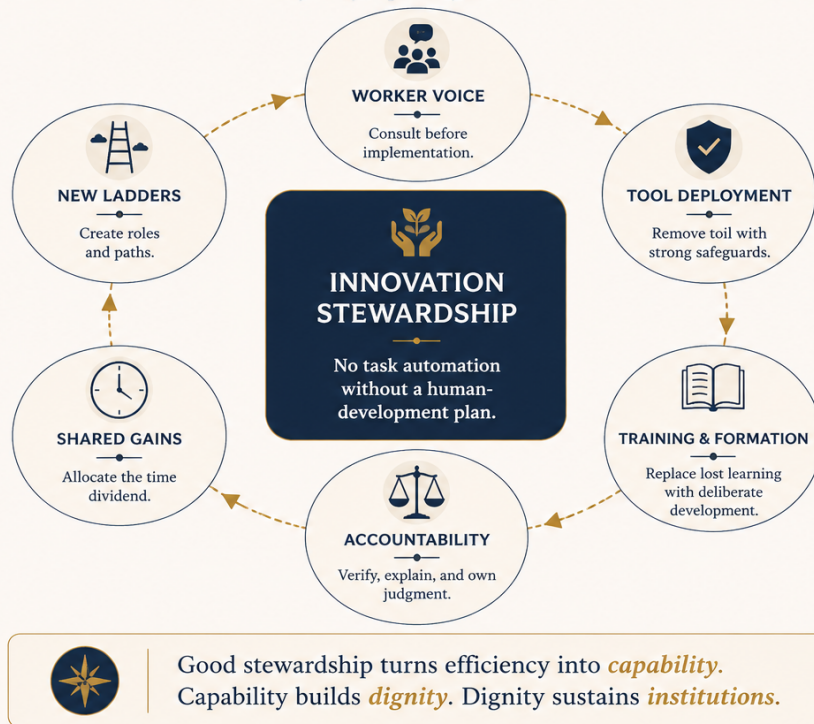 WORKER VOICE
Consult before
implementation.
TOOL DEPLOYMENT
Remove toil with
strong safeguards.
TRAINING & FORMATION
Replace lost learning
with deliberate
development.
ACCOUNTABILITY
Verify, explain, and own
judgment.
SHARED GAINS
Allocate the time
dividend.
NEW LADDERS
Create roles
and paths.
INNOVATION
STEWARDSHIP
No task automation
without a human-
development plan.
Good stewardship turns efficiency into capability.
Capability builds dignity. Dignity sustains institutions.